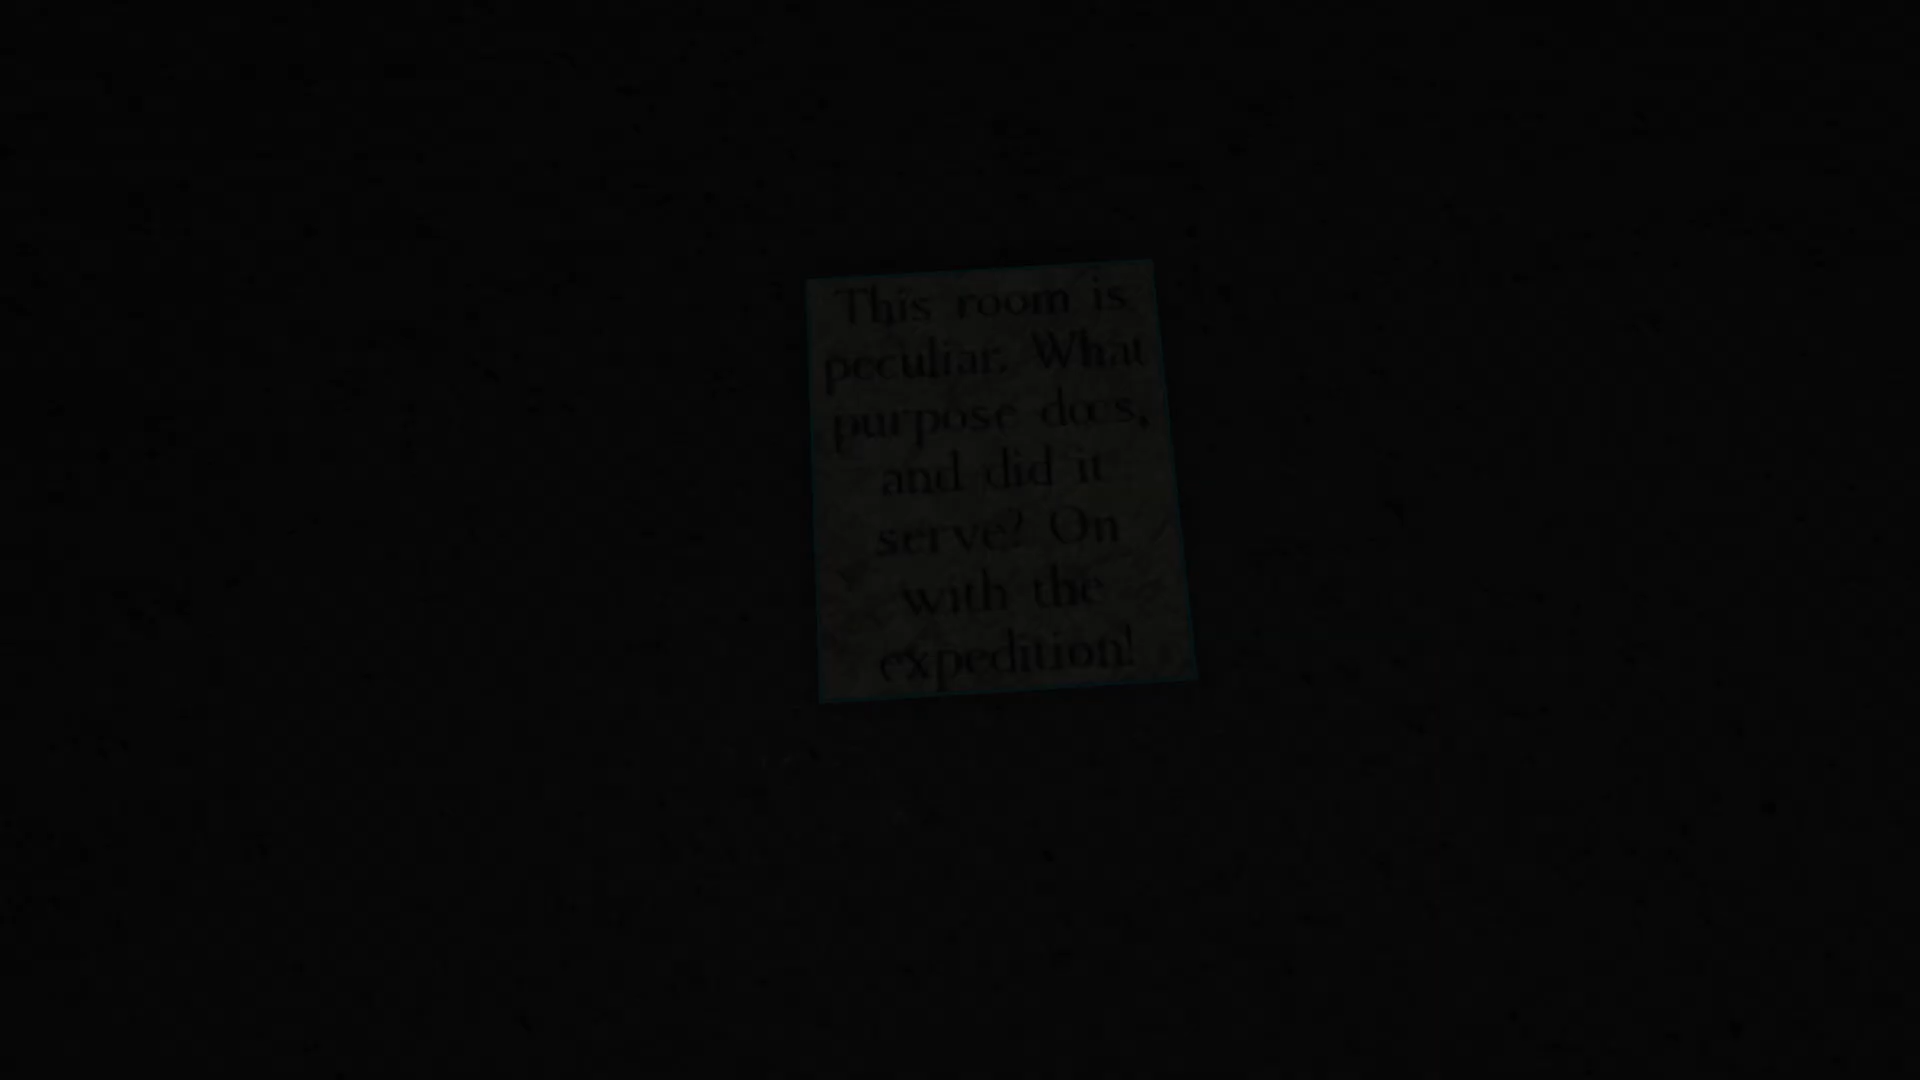 This room is
peculiar. What
purpose does,
and did it
serve? On
with the
expedition!